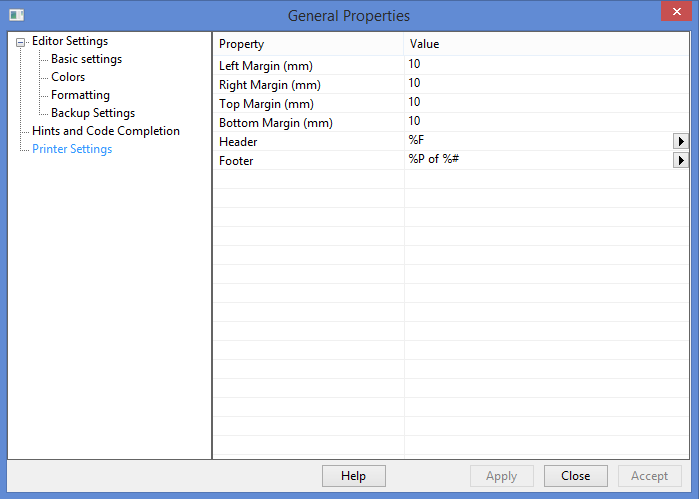 General Properties
Editor Settings
Basic settings
Colors
Formatting
Backup Settings
Hints and Code Completion
Printer Settings
Property Value
Left Margin (mm) 10
Right Margin (mm) 10
Top Margin (mm) 10
Bottom Margin (mm) 10
Header %F
Footer %P of %#
Help Apply Close Accept